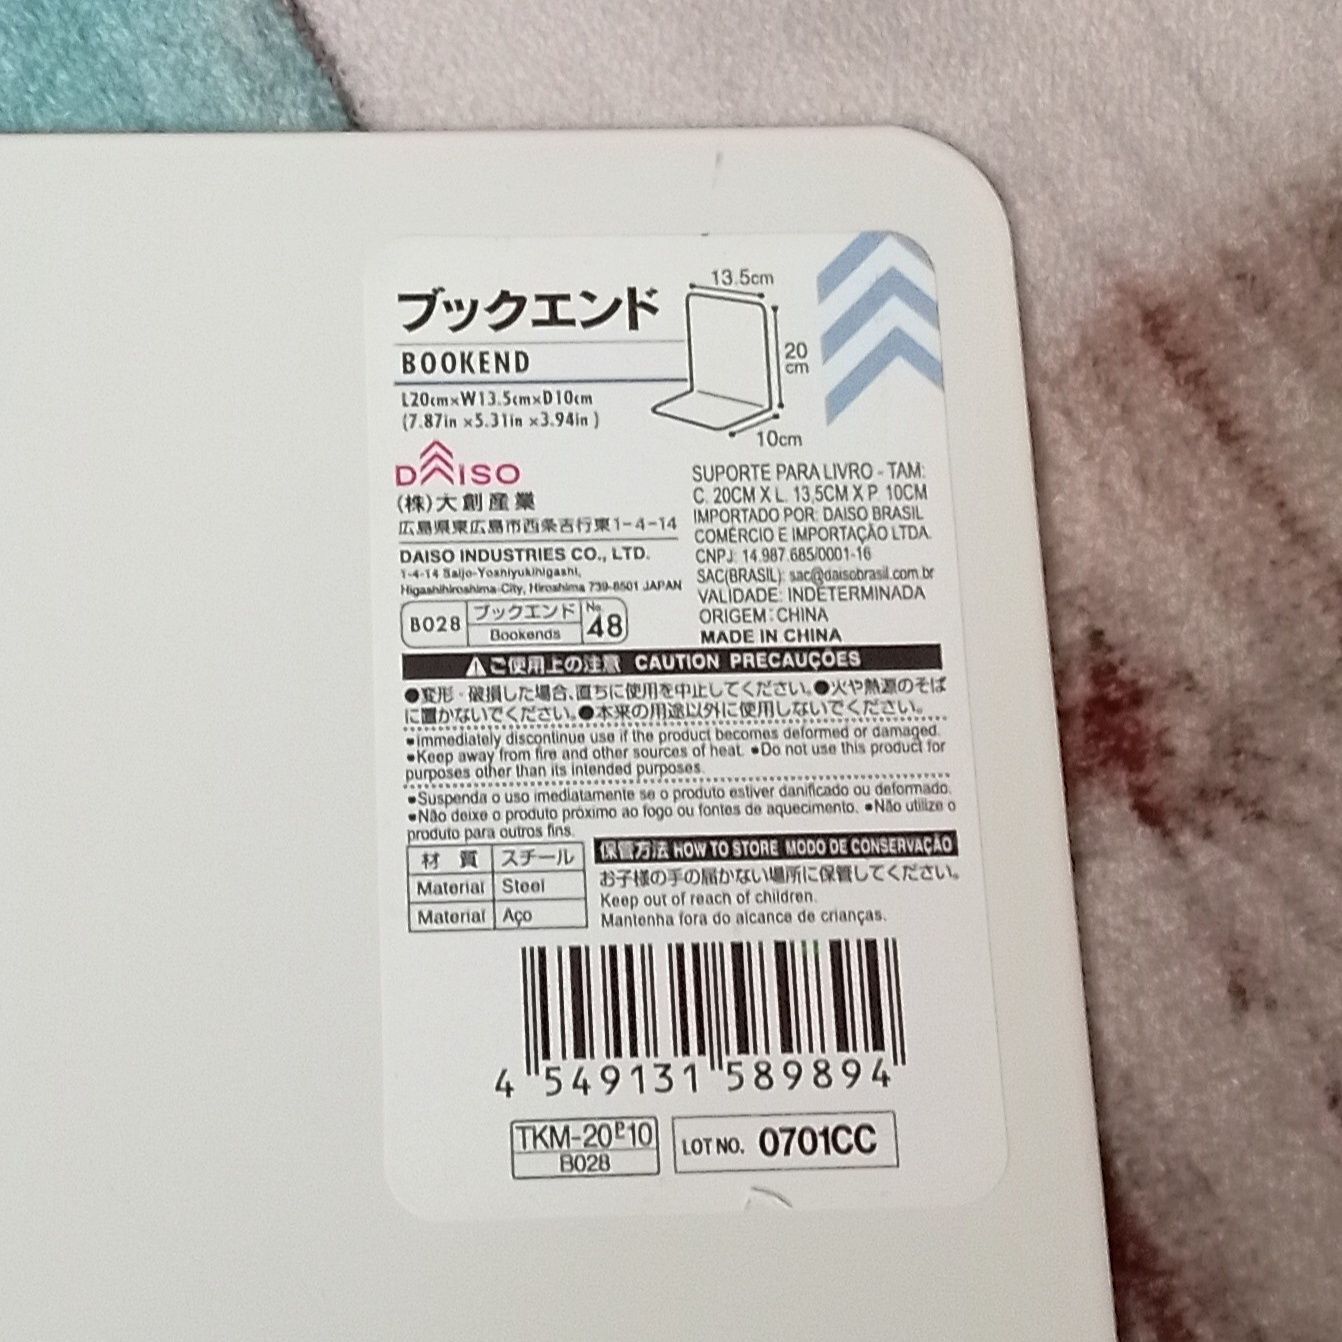 ブックエンド
BOOKEND
L20cm×W13.5cm×D10cm
(7.87in ×5.31in ×3.94in )
13.5cm
20
cm
10cm
DAISO
(株)大創産業
広島県東広島市西条吉行東1-4-14
DAISO INDUSTRIES CO., LTD.
1-4-14 Saijo-Yoshiyukihigashi,
Higashihiroshima City, Hiroshima 739-8501 JAPAN
B028 ブックエンド Bookends No. 48
SUPORTE PARA LIVRO - TAM:
C. 20CM X L. 13,5CM X P. 10CM
IMPORTADO POR: DAISO BRASIL
COMÉRCIO E IMPORTAÇÃO LTDA.
CNPJ: 14.987.685/0001-16
SAC(BRASIL): sac@daisobrasil.com.br
VALIDADE: INDETERMINADA
ORIGEM: CHINA
MADE IN CHINA
⚠ご使用上の注意 CAUTION PRECAUÇÕES
●変形・破損した場合、直ちに使用を中止してください。●火や熱源のそば
に置かないでください。●本来の用途以外に使用しないでください。
●Immediately discontinue use if the product becomes deformed or damaged.
●Keep away from fire and other sources of heat. ●Do not use this product for
purposes other than its intended purposes.
●Suspenda o uso imediatamente se o produto estiver danificado ou deformado.
●Não deixe o produto próximo ao fogo ou fontes de aquecimento. ●Não utilize o
produto para outros fins.
材 質 スチール
Material Steel
Material Aço
保管方法 HOW TO STORE MODO DE CONSERVAÇÃO
お子様の手の届かない場所に保管してください。
Keep out of reach of children.
Mantenha fora do alcance de crianças.
4 549131 589894
TKM-20P10
B028
LOT NO. 0701CC